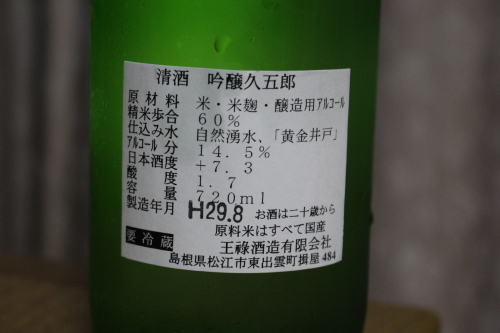 清酒　吟醸久五郎
原材料　米・米麹・醸造用アルコール
精米歩合　６０％
仕込み水　自然湧水、「黄金井戸」
アルコール分　１４．５％
日本酒度　＋７．３
酸度　１．７
容量　７２０ｍｌ
製造年月　H29.8　お酒は二十歳から
原料米はすべて国産
要冷蔵　王祿酒造有限会社
島根県松江市東出雲町揖屋484